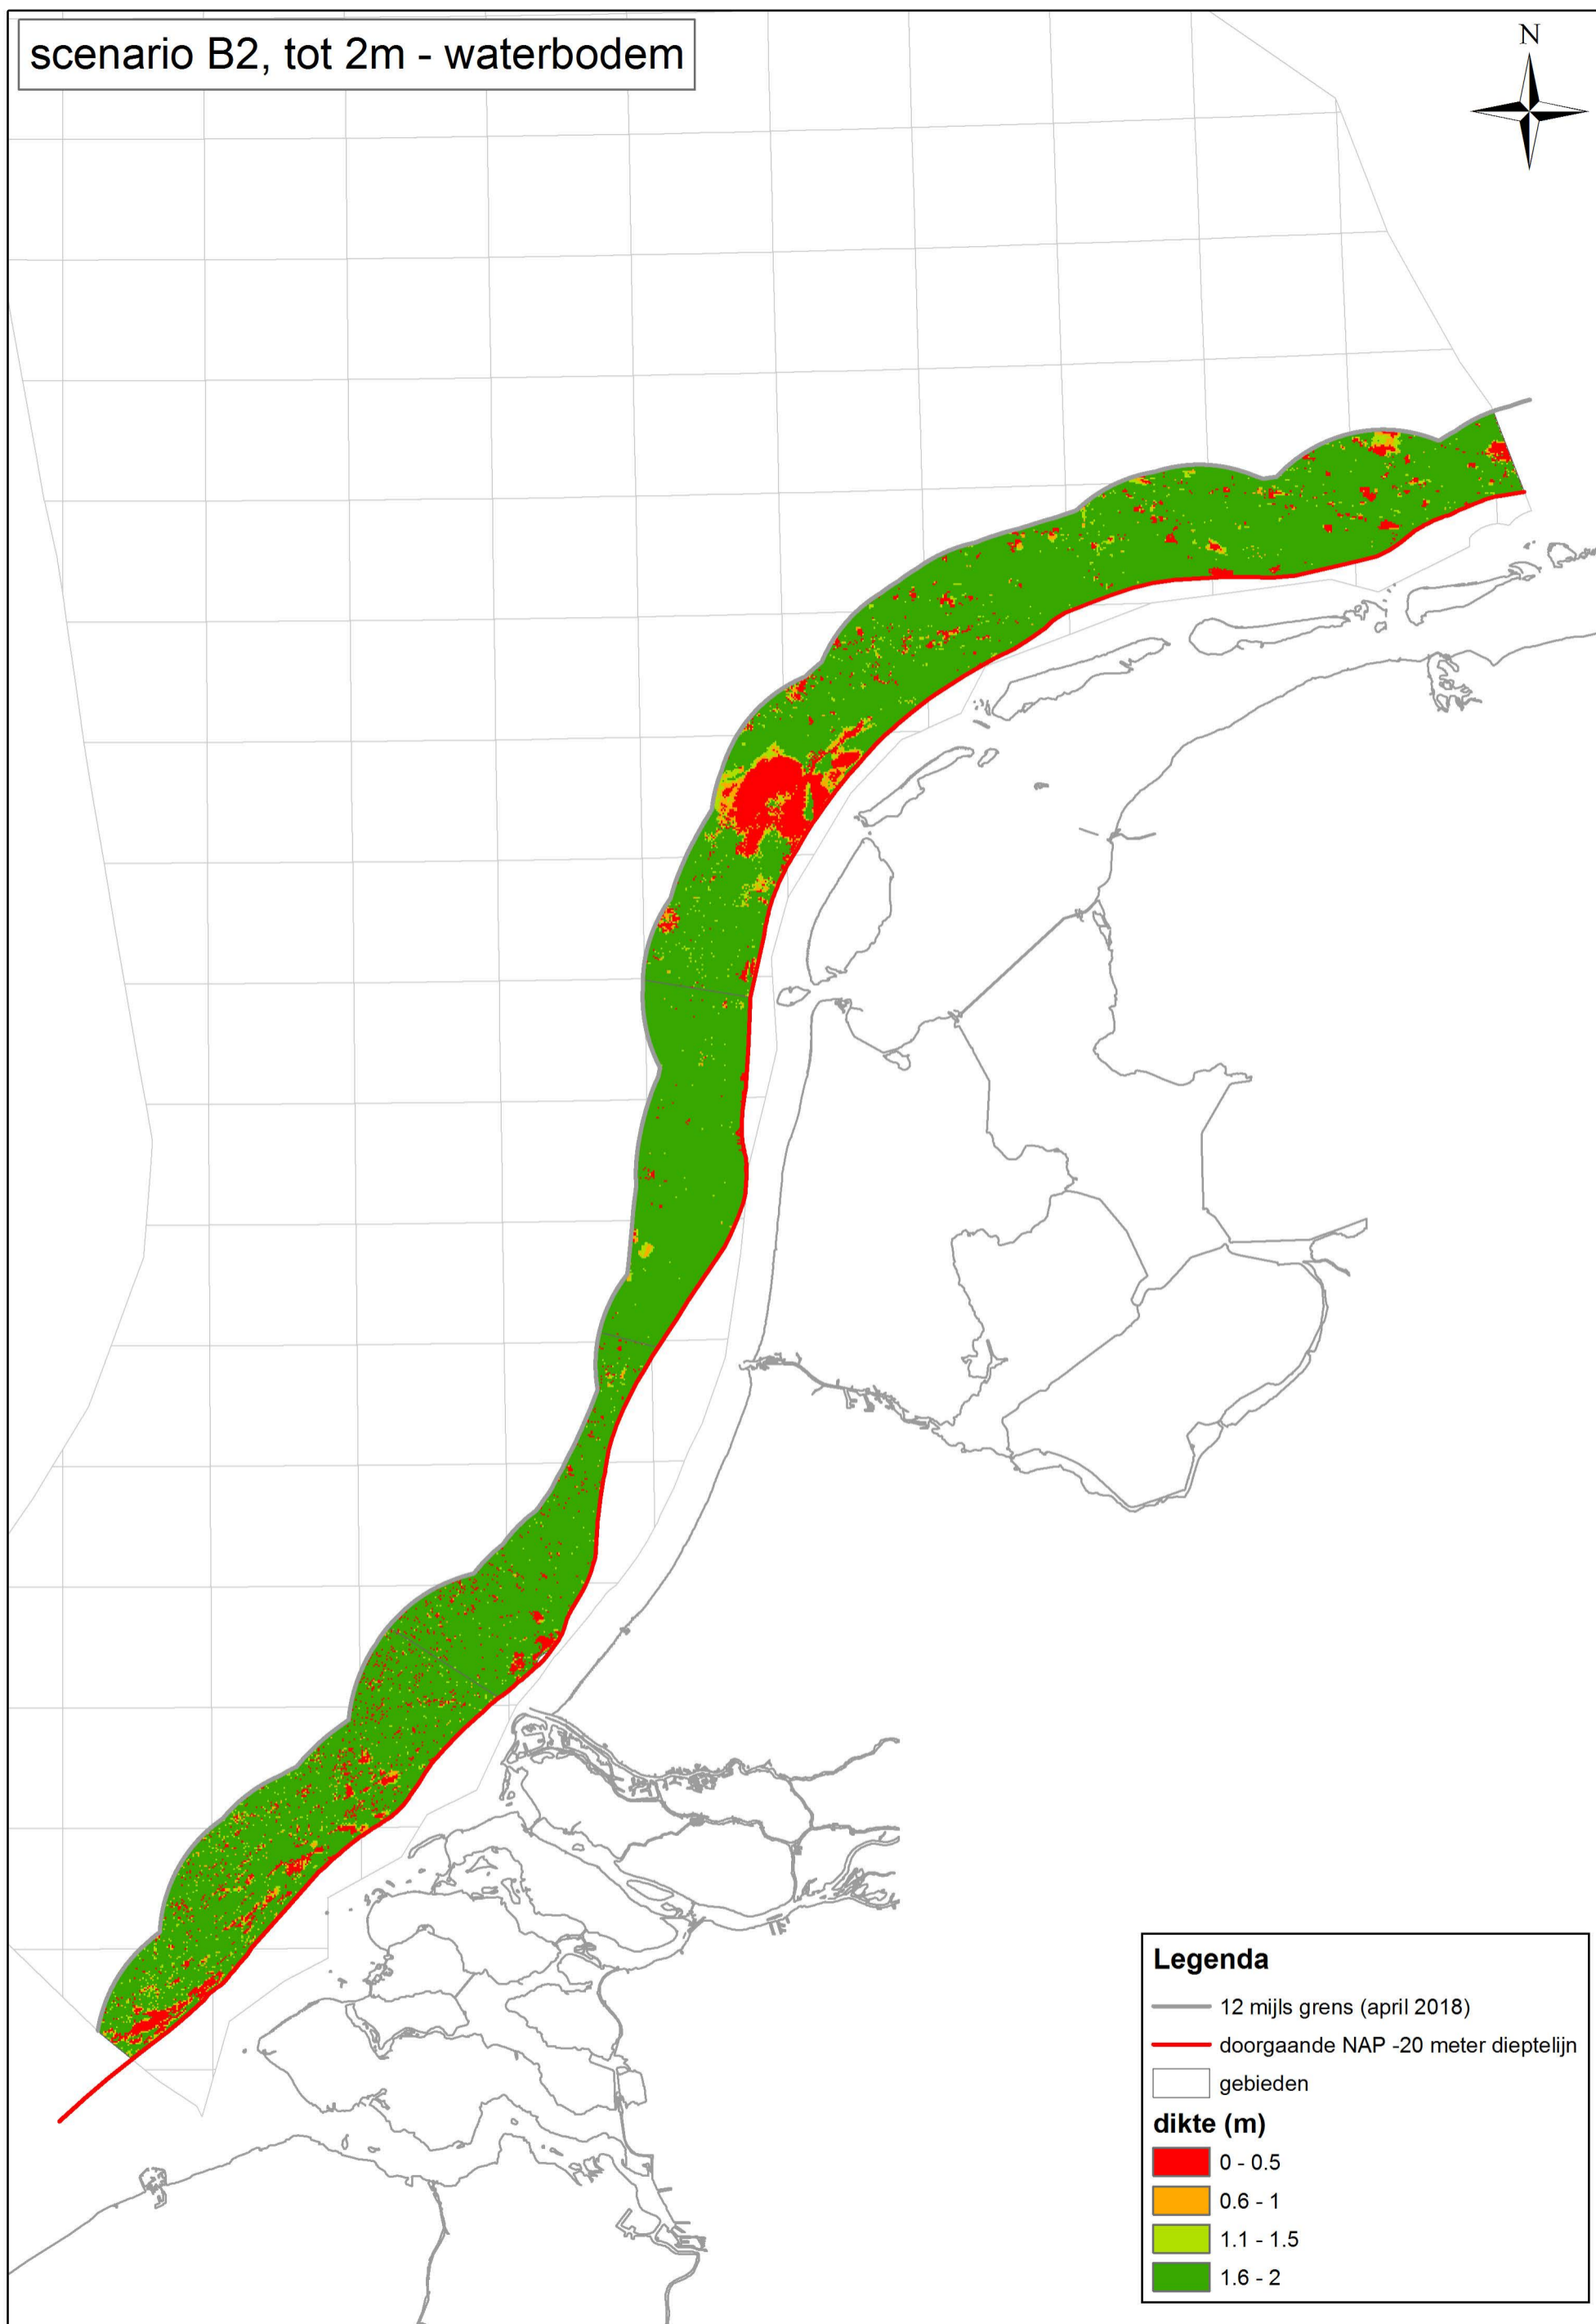 scenario B2, tot 2m - waterbodem
N
Legenda
12 mijls grens (april 2018)
doorgaande NAP -20 meter dieptelijn
gebieden
dikte (m)
0 - 0.5
0.6 - 1
1.1 - 1.5
1.6 - 2